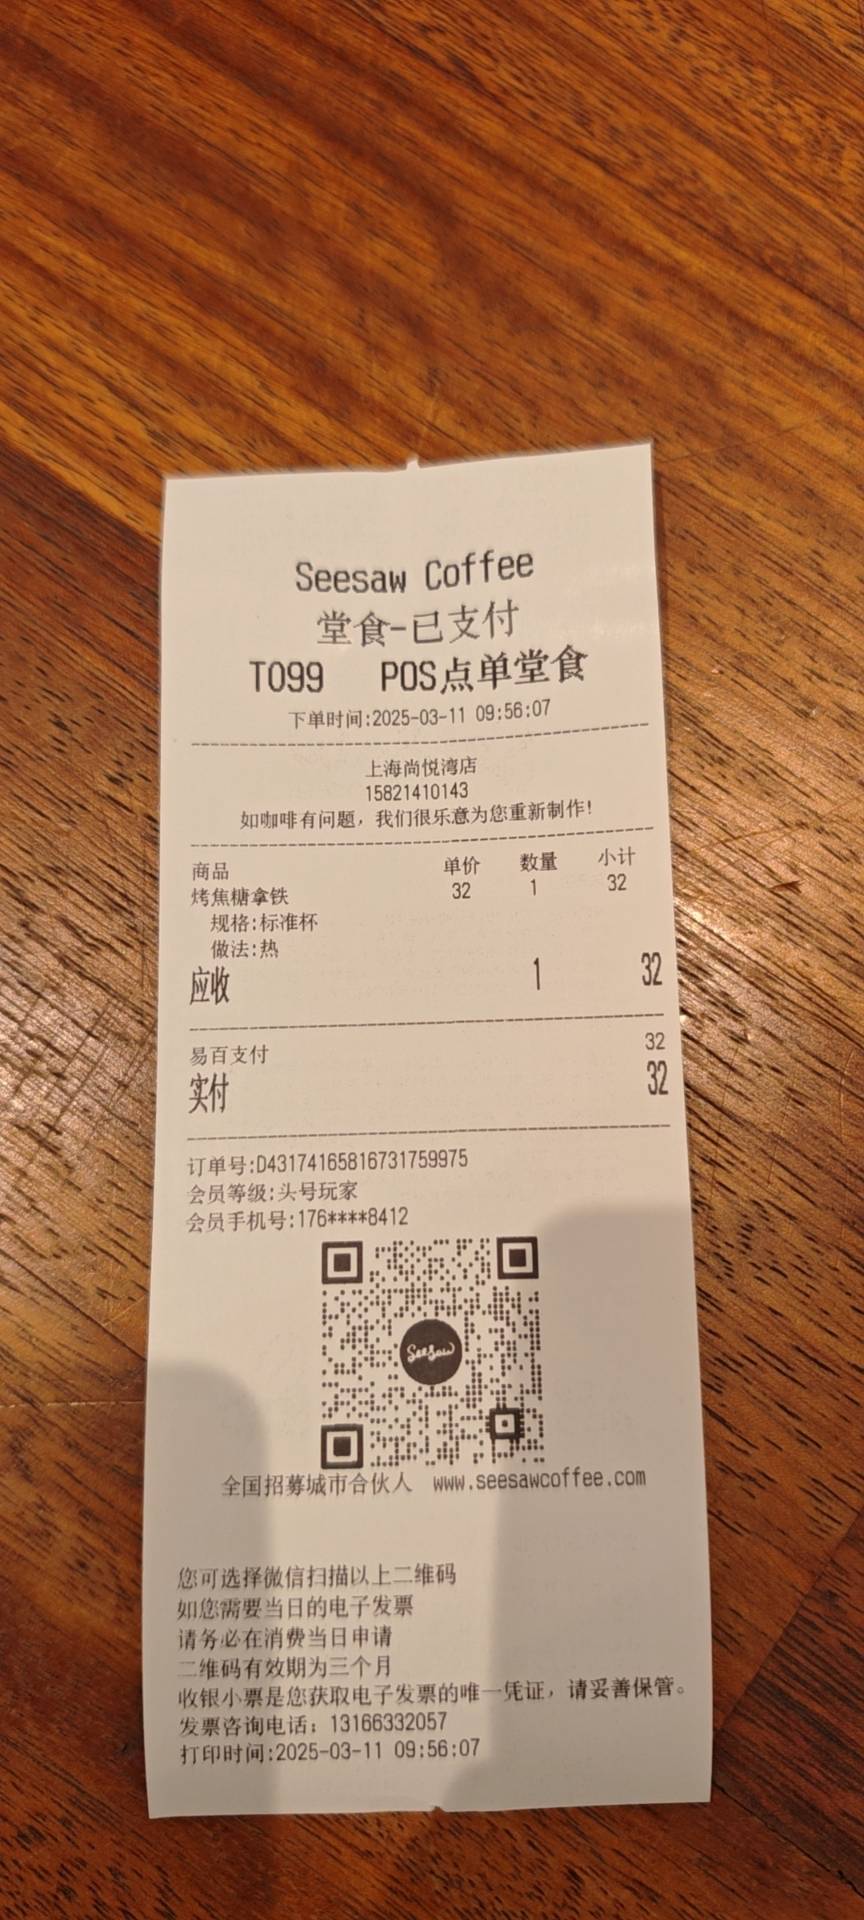 Seesaw Coffee
堂食-已支付
T099 POS点单堂食
下单时间:2025-03-11 09:56:07
上海尚悦湾店
15821410143
如咖啡有问题，我们很乐意为您重新制作!
商品 单价 数量 小计
烤焦糖拿铁 32 1 32
规格:标准杯
做法:热
应收 1 32
易百支付 32
实付 32
订单号:D43174165816731759975
会员等级:头号玩家
会员手机号:176****8412
Seesaw
全国招募城市合伙人 www.seesawcoffee.com
您可选择微信扫描以上二维码
如您需要当日的电子发票
请务必在消费当日申请
二维码有效期为三个月
收银小票是您获取电子发票的唯一凭证，请妥善保管。
发票咨询电话：13166332057
打印时间:2025-03-11 09:56:07